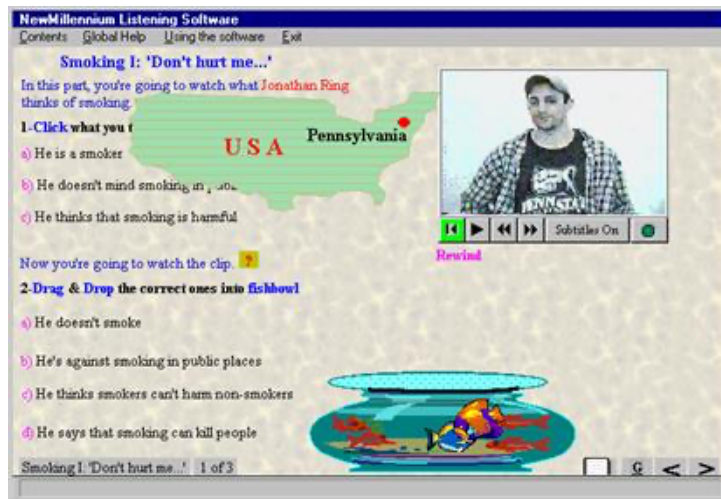 NewMillennium Listening Software
Contents Global Help Using the software Exit
Smoking I: 'Don't hurt me...'
In this part, you're going to watch what Jonathan Ring
thinks of smoking.
1-Click what you t
USA
Pennsylvania
a) He is a smoker
b) He doesn't mind smoking in
c) He thinks that smoking is harmful
PENN STATE
Subtitles On
Rewind
Now you're going to watch the clip. ?
2-Drag & Drop the correct ones into fishbowl
a) He doesn't smoke
b) He's against smoking in public places
c) He thinks smokers can't harm non-smokers
d) He says that smoking can kill people
Smoking I: 'Don't hurt me...' 1 of 3
G < >